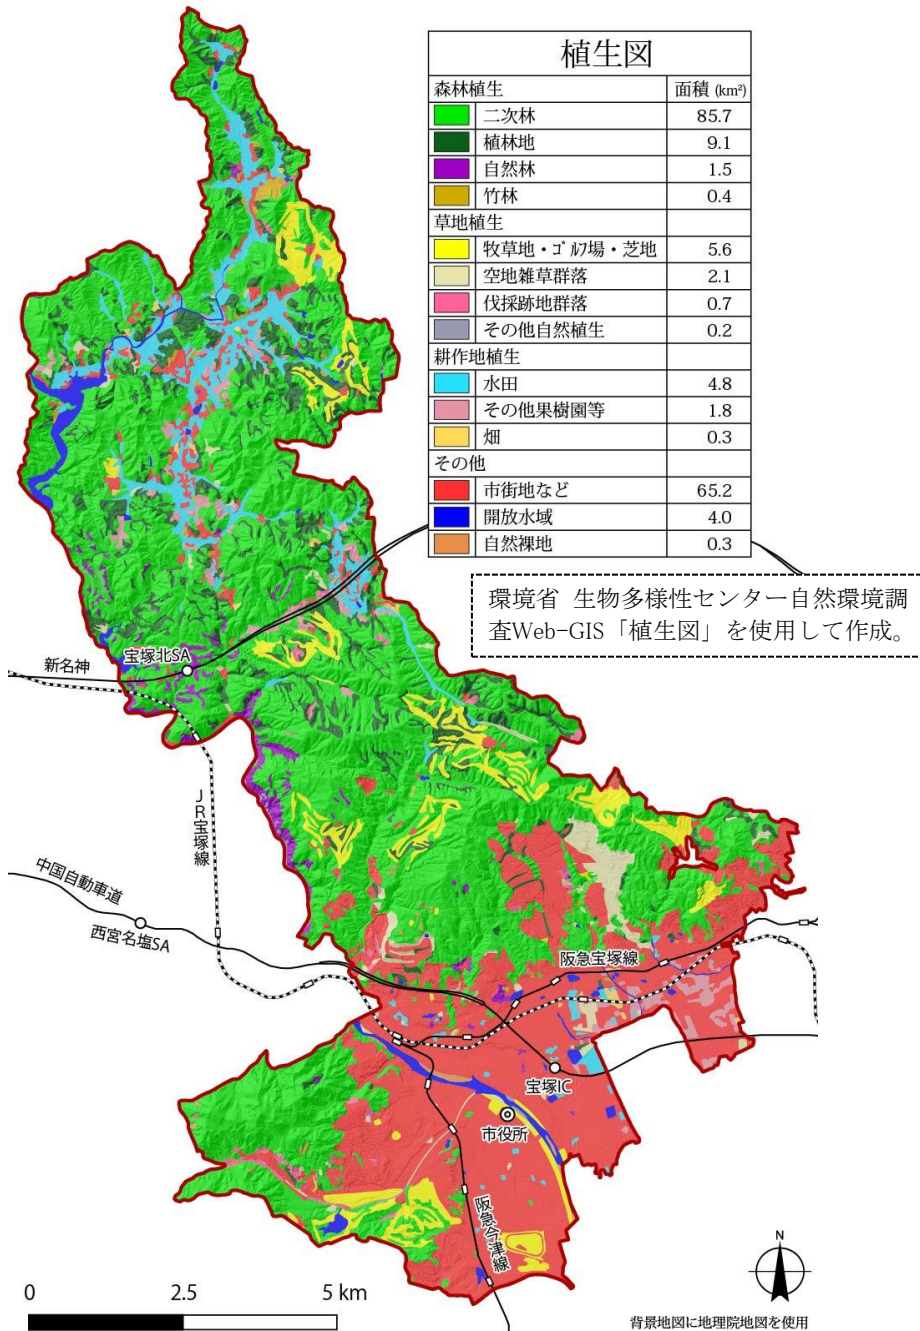 植生図
森林植生 面積 (km²)
二次林 85.7
植林地 9.1
自然林 1.5
竹林 0.4
草地植生
牧草地・ゴルフ場・芝地 5.6
空地雑草群落 2.1
伐採跡地群落 0.7
その他自然植生 0.2
耕作地植生
水田 4.8
その他果樹園等 1.8
畑 0.3
その他
市街地など 65.2
開放水域 4.0
自然裸地 0.3
環境省 生物多様性センター自然環境調
査Web-GIS「植生図」を使用して作成。
宝塚北SA
新名神
JR宝塚線
中国自動車道
西宮名塩SA
阪急宝塚線
宝塚IC
市役所
阪急今津線
N
0 2.5 5 km
背景地図に地理院地図を使用